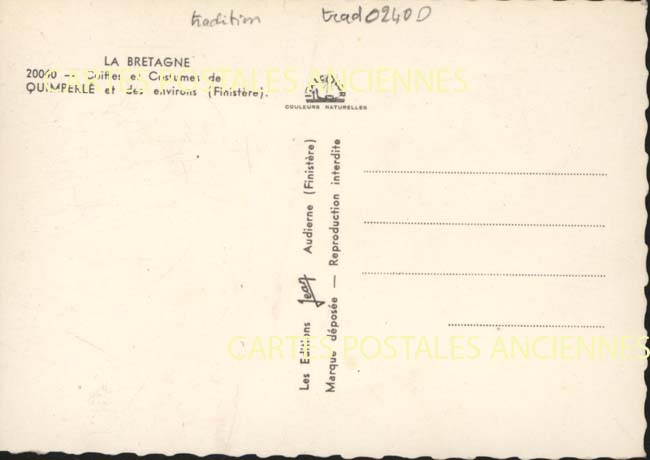 tradition trad0240D
LA BRETAGNE
20040 — Coiffes et Costumes de
QUIMPERLÉ et des environs (Finistère).
CARTES POSTALES ANCIENNES
COULEURS NATURELLES
Les Editions Jean Audierne (Finistère)
Marque déposée — Reproduction interdite
CARTES POSTALES ANCIENNES